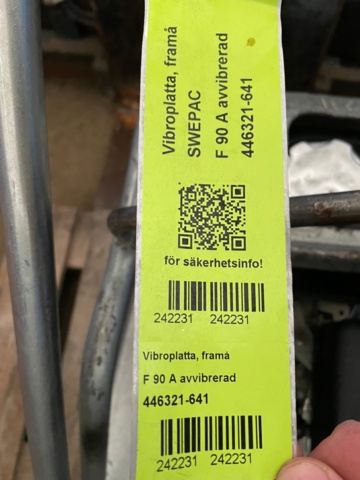 Vibroplatta, framå
SWEPAC
F 90 A avvibrerad
446321-641
för säkerhetsinfo!
242231 242231
Vibroplatta, framå
F 90 A avvibrerad
446321-641
242231 242231